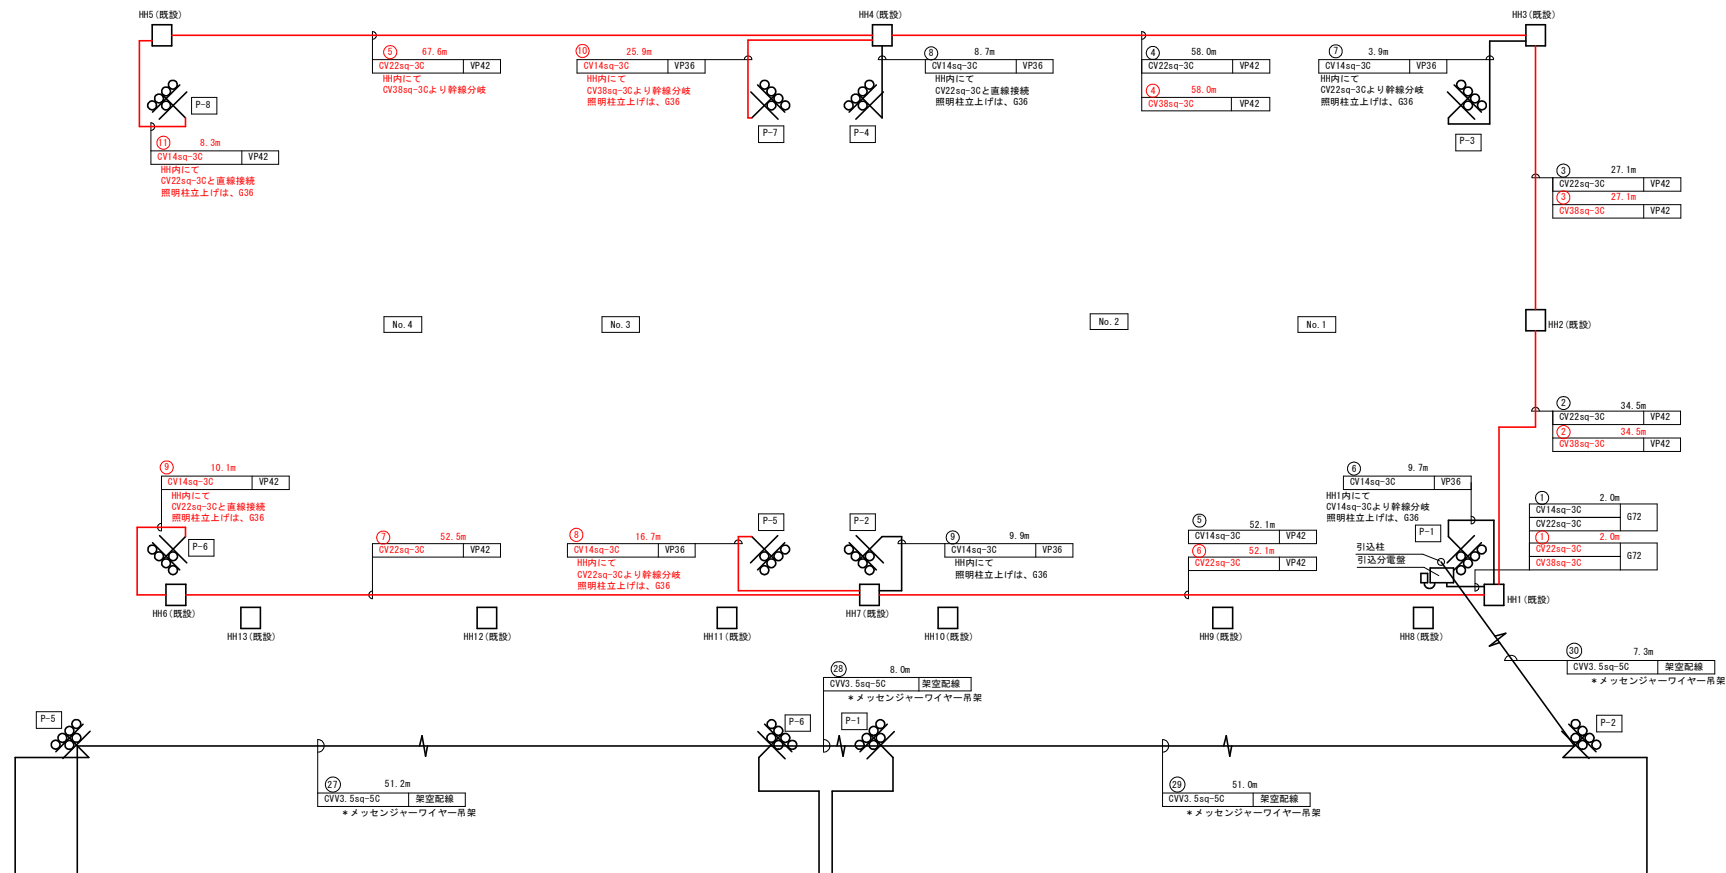 HH5(既設)
HH4(既設)
HH3(既設)
⑤ 67.6m
CV22sq-3C VP42
HH内にて
CV38sq-3Cより幹線分岐
⑩ 25.9m
CV14sq-3C VP36
HH内にて
CV38sq-3Cより幹線分岐
照明柱立上げは、G36
⑧ 8.7m
CV14sq-3C VP36
HH内にて
CV22sq-3Cと直線接続
照明柱立上げは、G36
④ 58.0m
CV22sq-3C VP42
④ 58.0m
CV38sq-3C VP42
⑦ 3.9m
CV14sq-3C VP36
HH内にて
CV22sq-3Cより幹線分岐
照明柱立上げは、G36
P-8
P-7
P-4
P-3
⑪ 8.3m
CV14sq-3C VP42
HH内にて
CV22sq-3Cと直線接続
照明柱立上げは、G36
③ 27.1m
CV22sq-3C VP42
③ 27.1m
CV38sq-3C VP42
No.4
No.3
No.2
No.1
HH2(既設)
② 34.5m
CV22sq-3C VP42
② 34.5m
CV38sq-3C VP42
⑨ 10.1m
CV14sq-3C VP42
HH内にて
CV22sq-3Cと直線接続
照明柱立上げは、G36
P-6
⑦ 52.5m
CV22sq-3C VP42
⑧ 16.7m
CV14sq-3C VP36
HH内にて
CV22sq-3Cより幹線分岐
照明柱立上げは、G36
P-5
P-2
⑨ 9.9m
CV14sq-3C VP36
HH内にて
照明柱立上げは、G36
⑤ 52.1m
CV14sq-3C VP42
⑥ 52.1m
CV22sq-3C VP42
⑥ 9.7m
CV14sq-3C VP36
HH1内にて
CV14sq-3Cより幹線分岐
照明柱立上げは、G36
P-1
引込柱
引込分電盤
① 2.0m
CV14sq-3C
CV22sq-3C
G72
① 2.0m
CV22sq-3C
CV38sq-3C
G72
HH6(既設)
HH7(既設)
HH1(既設)
HH13(既設)
HH12(既設)
HH11(既設)
HH10(既設)
HH9(既設)
HH8(既設)
㉘ 8.0m
CVV3.5sq-5C 架空配線
*メッセンジャーワイヤー吊架
㉚ 7.3m
CVV3.5sq-5C 架空配線
*メッセンジャーワイヤー吊架
P-5
P-6
P-1
P-2
㉗ 51.2m
CVV3.5sq-5C 架空配線
*メッセンジャーワイヤー吊架
㉙ 51.0m
CVV3.5sq-5C 架空配線
*メッセンジャーワイヤー吊架